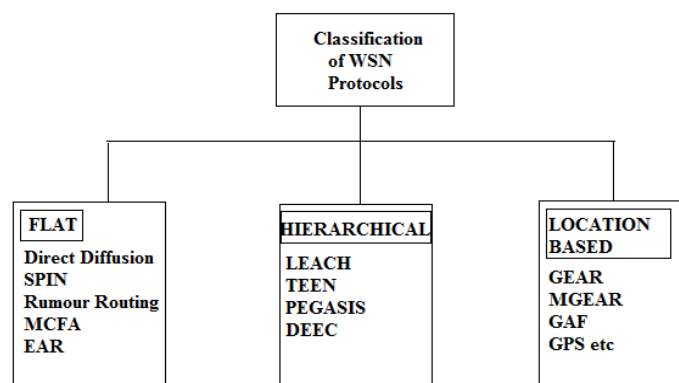 Classification
of WSN
Protocols
FLAT
Direct Diffusion
SPIN
Rumour Routing
MCFA
EAR
HIERARCHICAL
LEACH
TEEN
PEGASIS
DEEC
LOCATION
BASED
GEAR
MGEAR
GAF
GPS etc